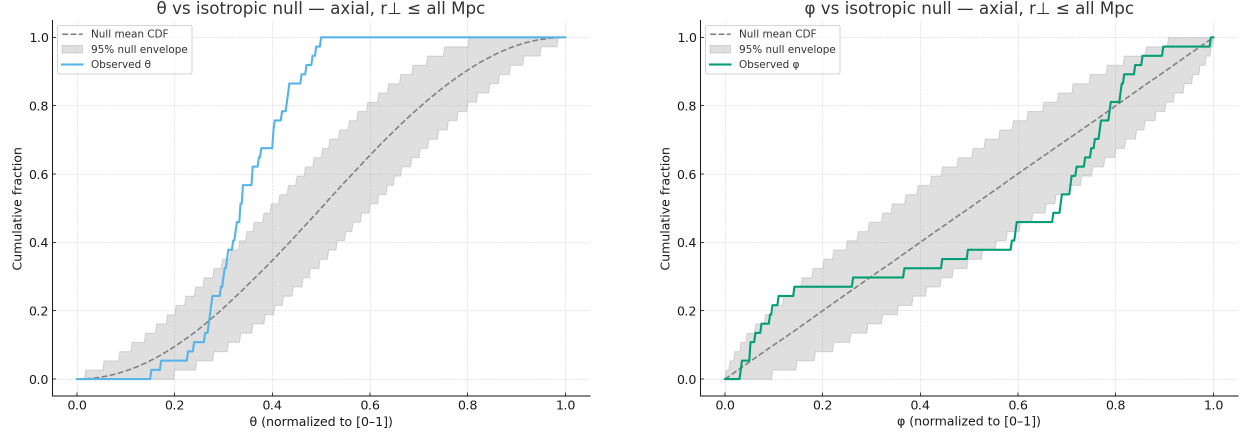 θ vs isotropic null — axial, r⊥ ≤ all Mpc
Null mean CDF
95% null envelope
Observed θ
Cumulative fraction
1.0
0.8
0.6
0.4
0.2
0.0
0.0 0.2 0.4 0.6 0.8 1.0
θ (normalized to [0–1])
φ vs isotropic null — axial, r⊥ ≤ all Mpc
Null mean CDF
95% null envelope
Observed φ
Cumulative fraction
1.0
0.8
0.6
0.4
0.2
0.0
0.0 0.2 0.4 0.6 0.8 1.0
φ (normalized to [0–1])